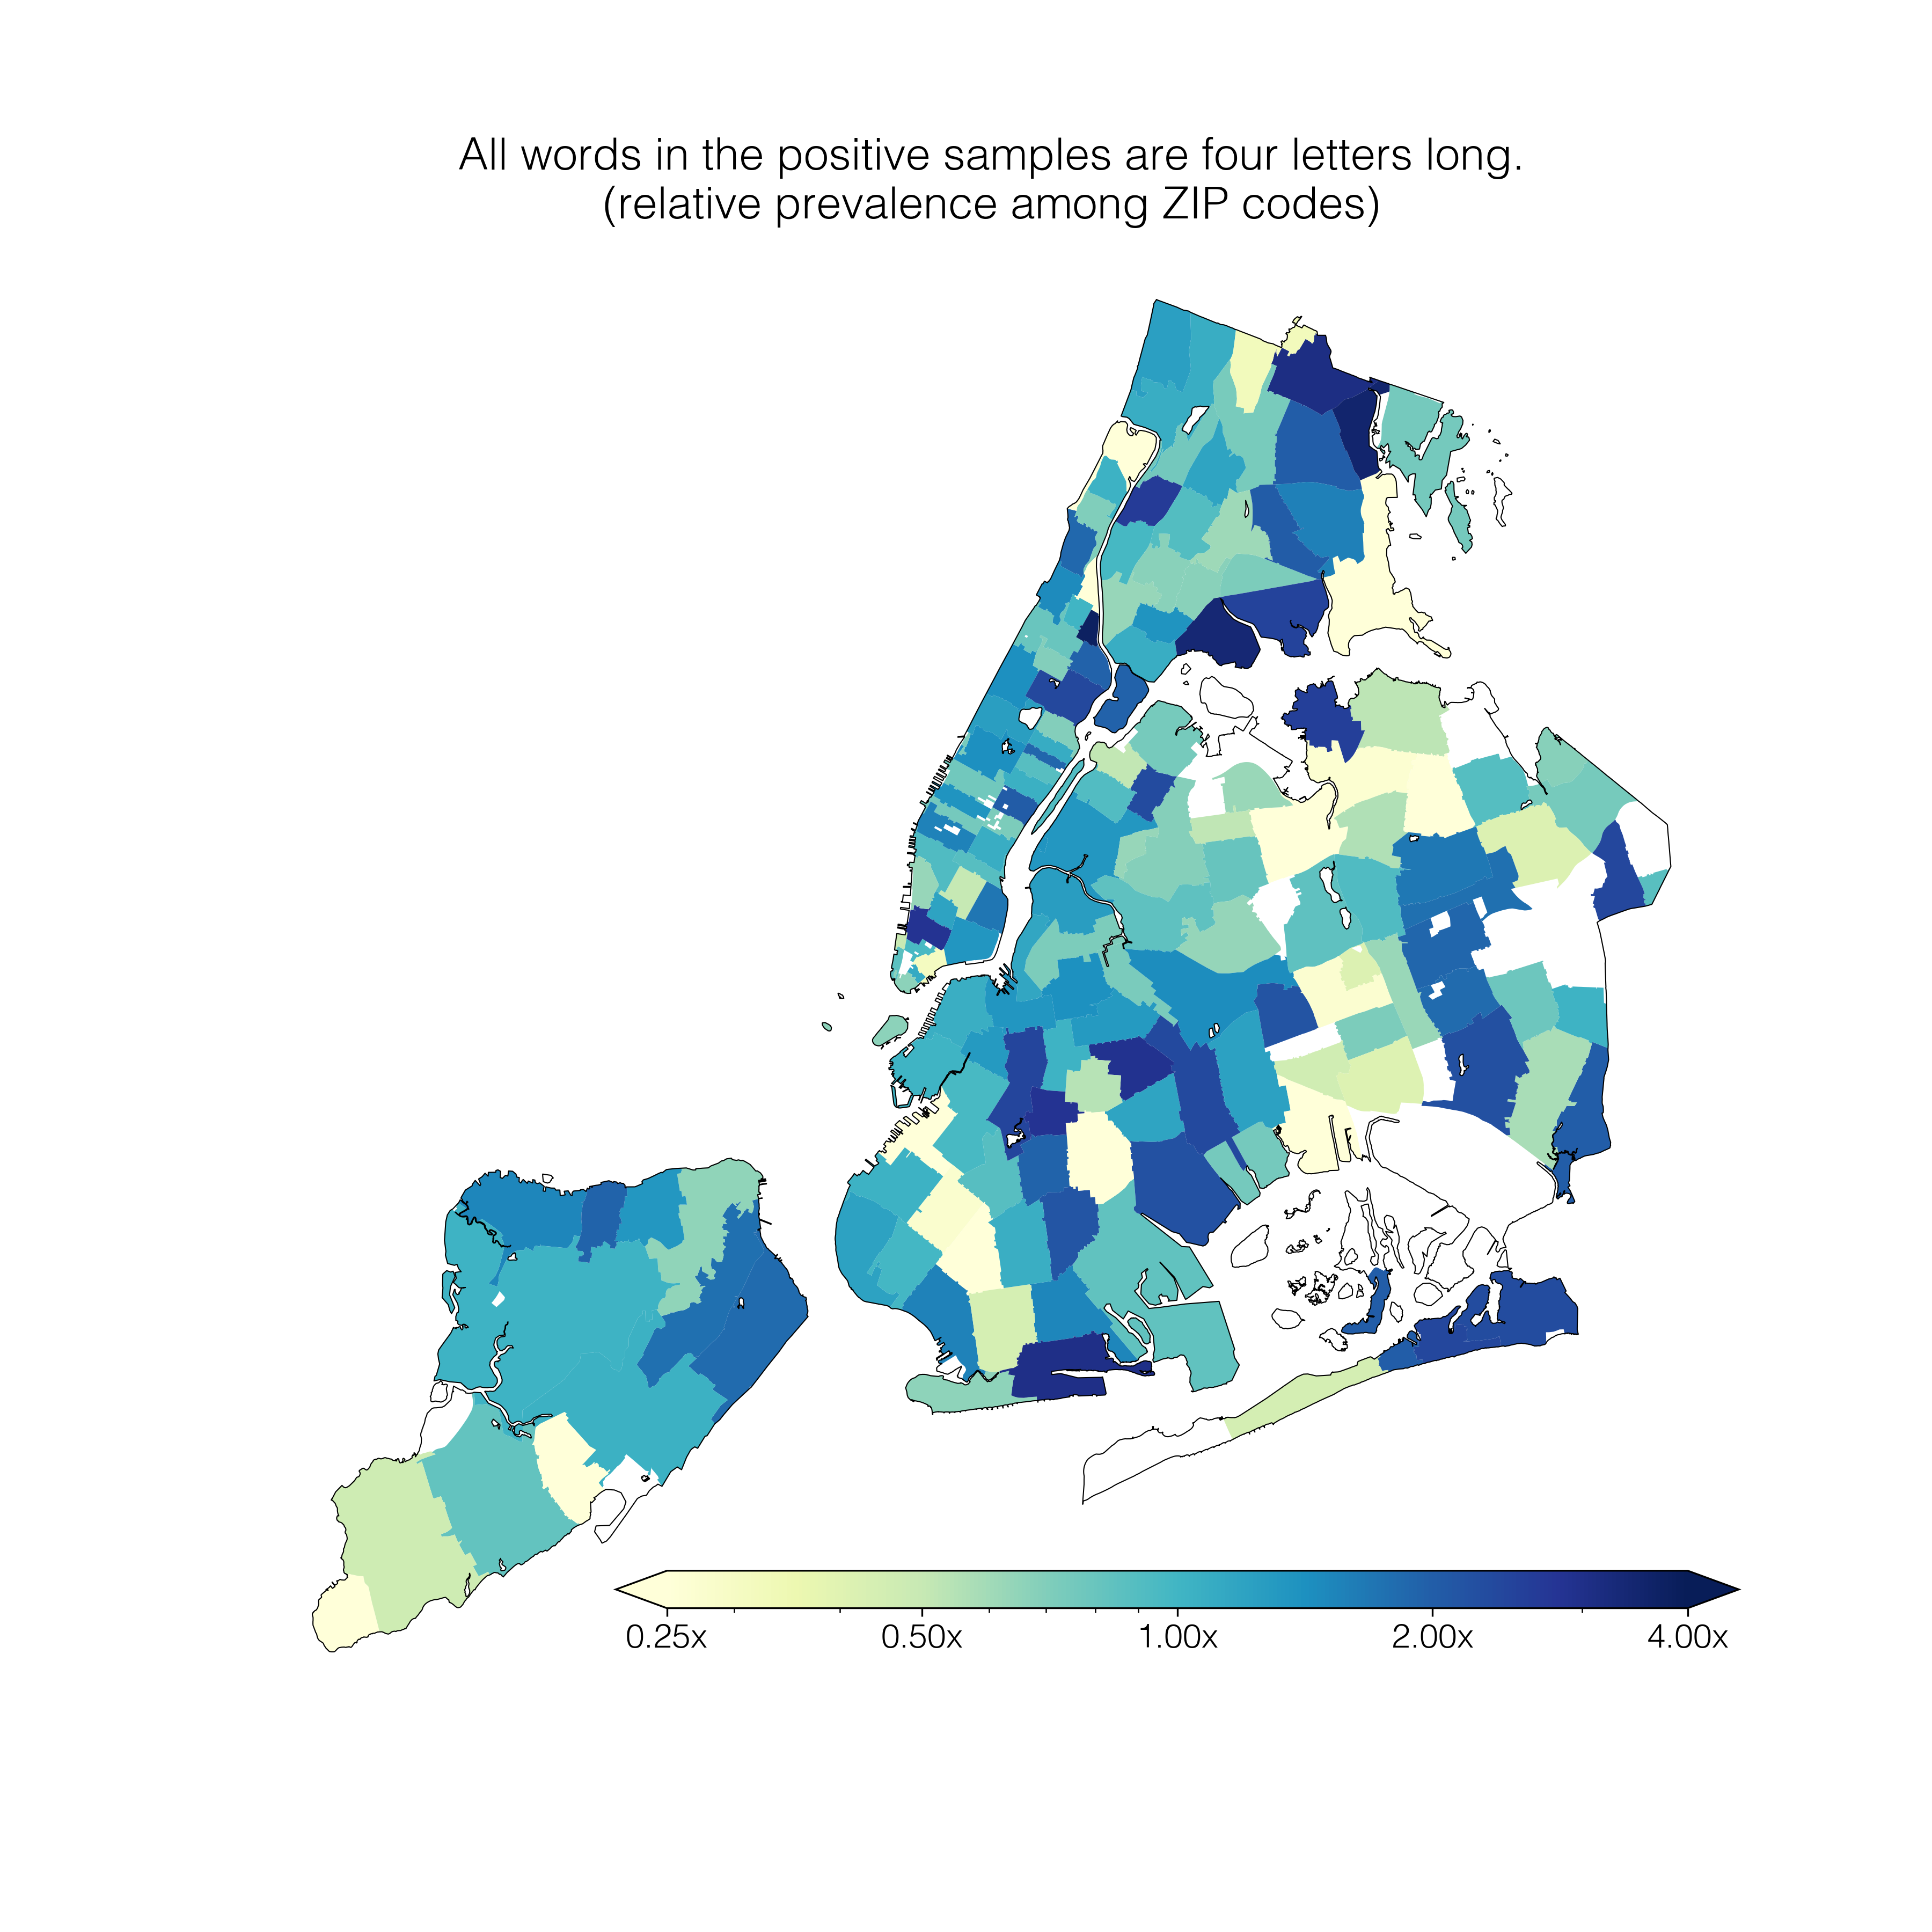 All words in the positive samples are four letters long.
(relative prevalence among ZIP codes)
0.25x 0.50x 1.00x 2.00x 4.00x